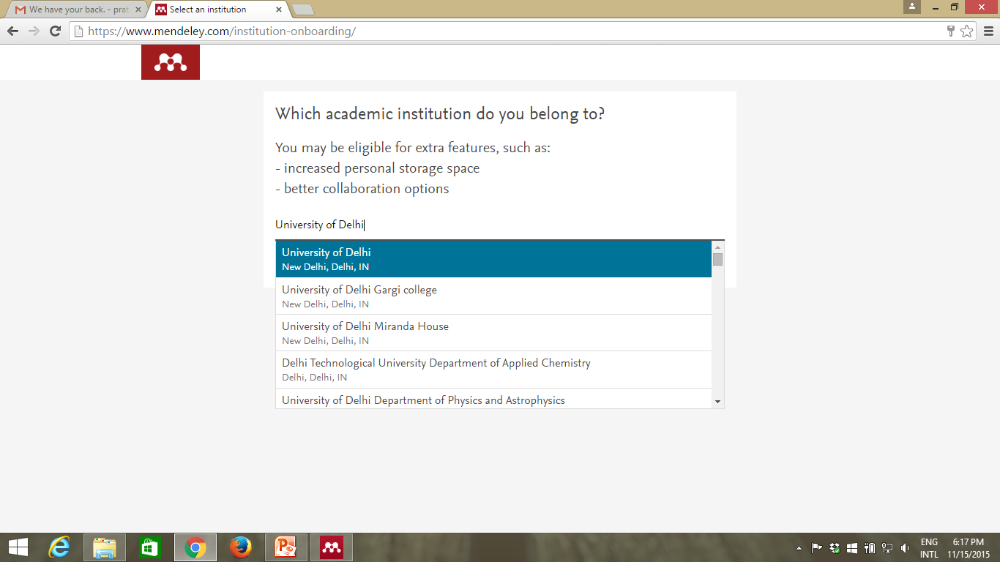 We have your back. - prat
Select an institution
https://www.mendeley.com/institution-onboarding/
Which academic institution do you belong to?
You may be eligible for extra features, such as:
- increased personal storage space
- better collaboration options
University of Delhi
University of Delhi
New Delhi, Delhi, IN
University of Delhi Gargi college
New Delhi, Delhi, IN
University of Delhi Miranda House
New Delhi, Delhi, IN
Delhi Technological University Department of Applied Chemistry
Delhi, Delhi, IN
University of Delhi Department of Physics and Astrophysics
ENG 6:17 PM
INTL 11/15/2015